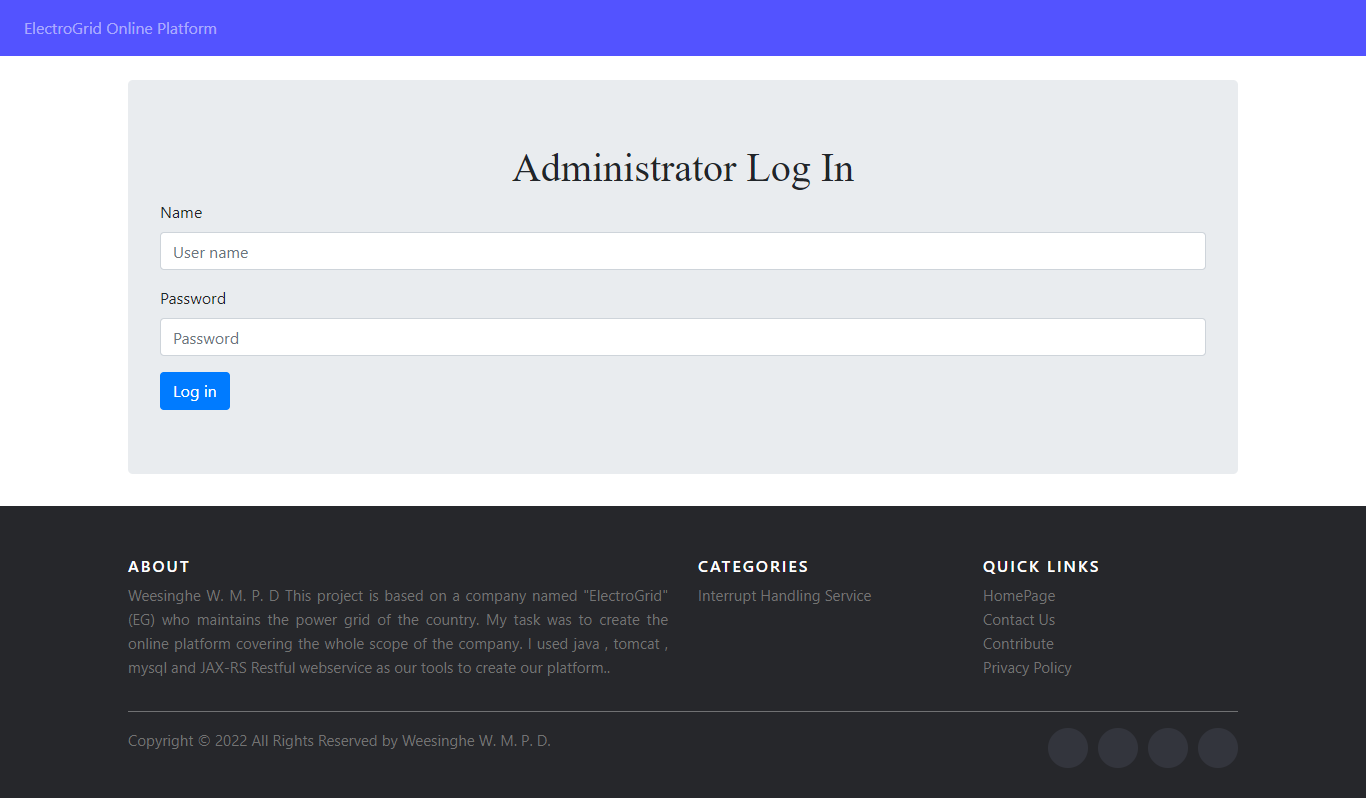 ElectroGrid Online Platform
Administrator Log In
Name
User name
Password
Password
Log in
ABOUT
Weesinghe W. M. P. D This project is based on a company named "ElectroGrid"
(EG) who maintains the power grid of the country. My task was to create the
online platform covering the whole scope of the company. I used java , tomcat ,
mysql and JAX-RS Restful webservice as our tools to create our platform..
CATEGORIES
Interrupt Handling Service
QUICK LINKS
HomePage
Contact Us
Contribute
Privacy Policy
Copyright © 2022 All Rights Reserved by Weesinghe W. M. P. D.